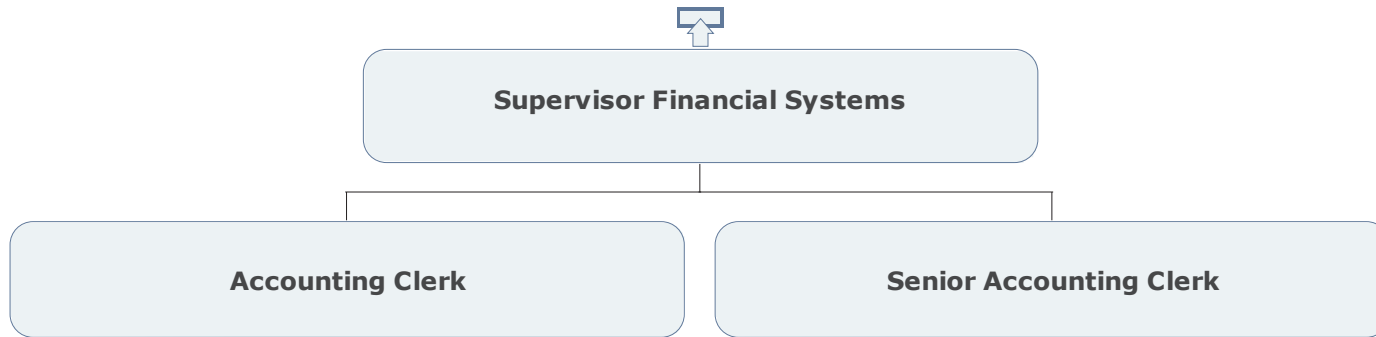 Supervisor Financial Systems
Accounting Clerk
Senior Accounting Clerk